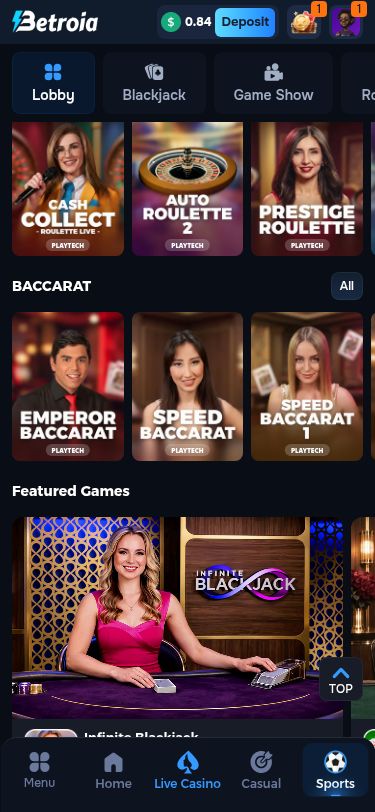 Betroia
$ 0.84 Deposit 1 1
Lobby Blackjack Game Show Ro
CASH
COLLECT
- ROULETTE LIVE -
PLAYTECH
AUTO
ROULETTE
2
PLAYTECH
PRESTIGE
ROULETTE
PLAYTECH
BACCARAT All
EMPEROR
BACCARAT
PLAYTECH
SPEED
BACCARAT
PLAYTECH
SPEED
BACCARAT
1
PLAYTECH
Featured Games
INFINITE
BLACKJACK
TOP
Infinite Blackjack
Menu Home Live Casino Casual Sports